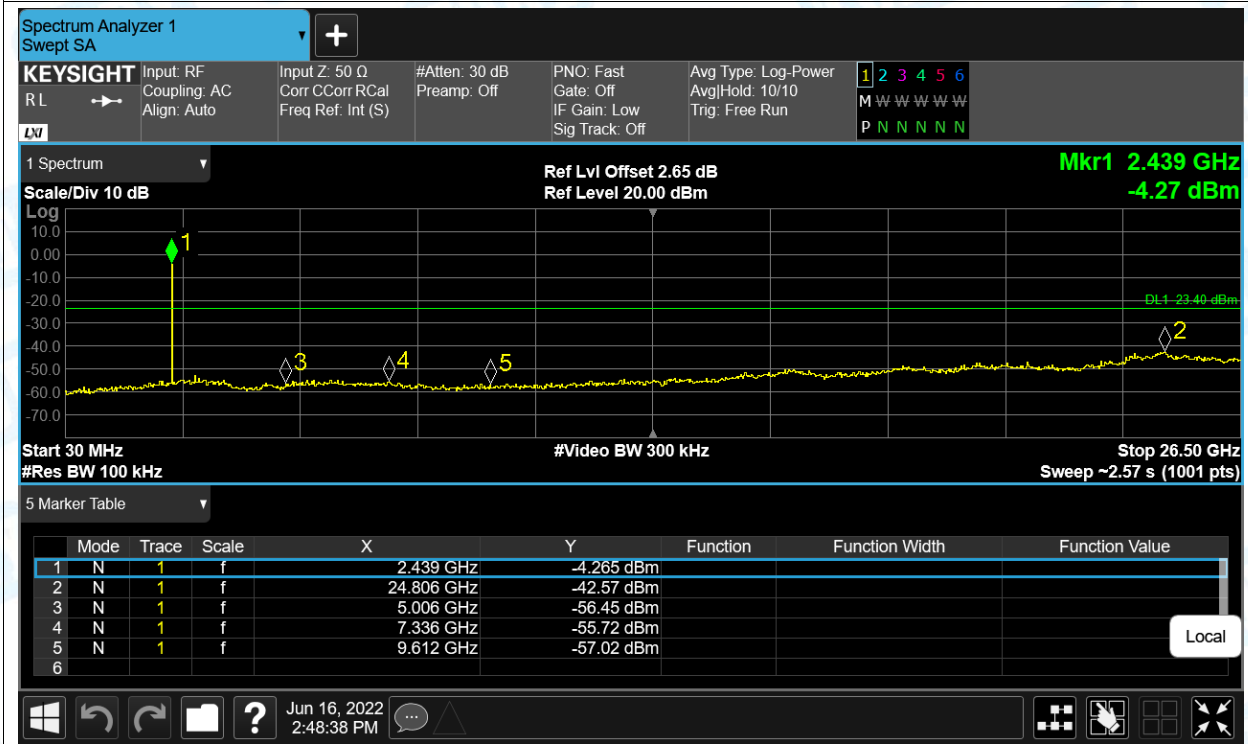 Spectrum Analyzer 1
Swept SA
+
KEYSIGHT
R L
LXI
Input: RF
Coupling: AC
Align: Auto
Input Z: 50 Ω
Corr CCorr RCal
Freq Ref: Int (S)
#Atten: 30 dB
Preamp: Off
PNO: Fast
Gate: Off
IF Gain: Low
Sig Track: Off
Avg Type: Log-Power
Avg|Hold: 10/10
Trig: Free Run
1 2 3 4 5 6
M W W W W W
P N N N N N
1 Spectrum
Scale/Div 10 dB
Ref Lvl Offset 2.65 dB
Ref Level 20.00 dBm
Mkr1 2.439 GHz
-4.27 dBm
Log
10.0
0.00
-10.0
-20.0
-30.0
-40.0
-50.0
-60.0
-70.0
1
DL1 -23.40 dBm
2
3
4
5
Start 30 MHz
#Video BW 300 kHz
Stop 26.50 GHz
#Res BW 100 kHz
Sweep ~2.57 s (1001 pts)
5 Marker Table
Mode Trace Scale X Y Function Function Width Function Value
1 N 1 f 2.439 GHz -4.265 dBm
2 N 1 f 24.806 GHz -42.57 dBm
3 N 1 f 5.006 GHz -56.45 dBm
4 N 1 f 7.336 GHz -55.72 dBm
5 N 1 f 9.612 GHz -57.02 dBm
6
Local
?
Jun 16, 2022
2:48:38 PM